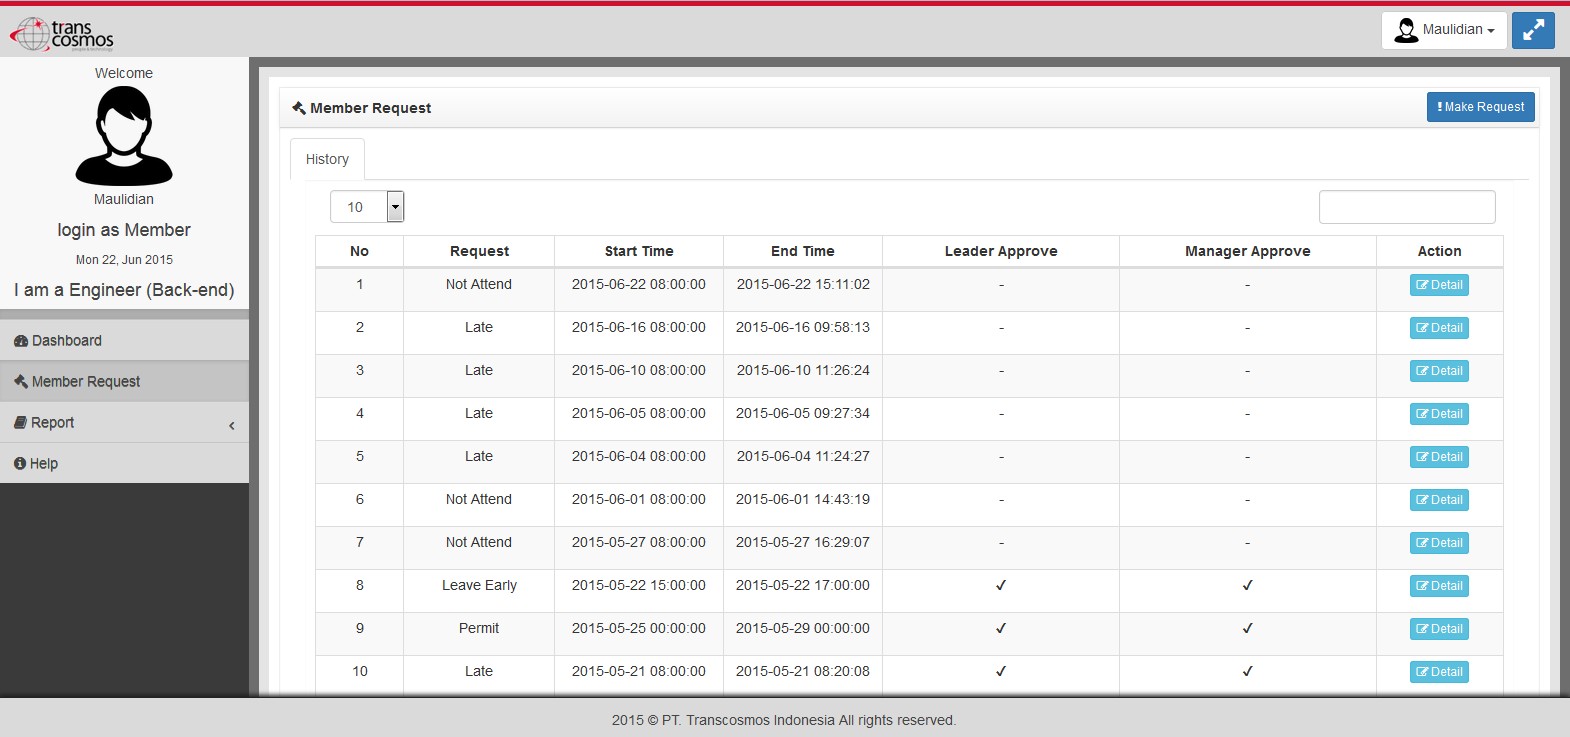 trans
cosmos
Maulidian
Welcome
Maulidian
login as Member
Mon 22, Jun 2015
I am a Engineer (Back-end)
Dashboard
Member Request
Report
Help
Member Request
! Make Request
History
10
No Request Start Time End Time Leader Approve Manager Approve Action
1 Not Attend 2015-06-22 08:00:00 2015-06-22 15:11:02 - - Detail
2 Late 2015-06-16 08:00:00 2015-06-16 09:58:13 - - Detail
3 Late 2015-06-10 08:00:00 2015-06-10 11:26:24 - - Detail
4 Late 2015-06-05 08:00:00 2015-06-05 09:27:34 - - Detail
5 Late 2015-06-04 08:00:00 2015-06-04 11:24:27 - - Detail
6 Not Attend 2015-06-01 08:00:00 2015-06-01 14:43:19 - - Detail
7 Not Attend 2015-05-27 08:00:00 2015-05-27 16:29:07 - - Detail
8 Leave Early 2015-05-22 15:00:00 2015-05-22 17:00:00 ✓ ✓ Detail
9 Permit 2015-05-25 00:00:00 2015-05-29 00:00:00 ✓ ✓ Detail
10 Late 2015-05-21 08:00:00 2015-05-21 08:20:08 ✓ ✓ Detail
2015 © PT. Transcosmos Indonesia All rights reserved.